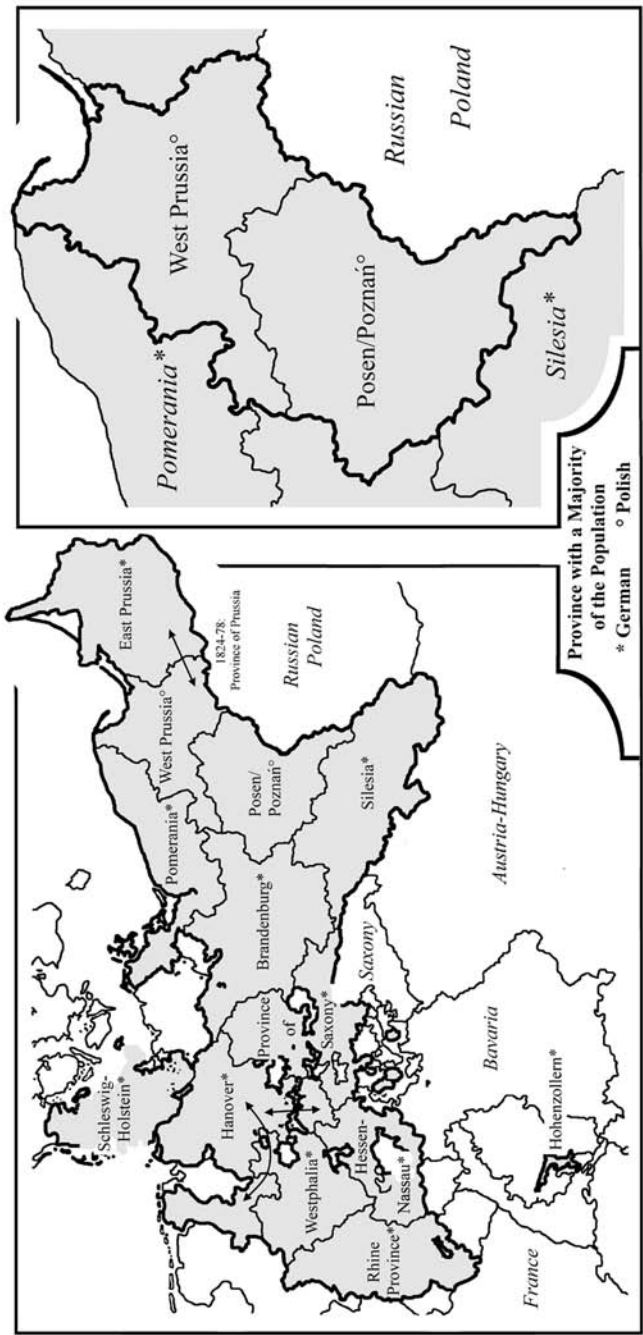 Schleswig-
Holstein*
Hanover*
Westphalia*
Rhine
Province*
Hessen-
Nassau*
Province
of
Saxony*
Brandenburg*
Pomerania*
West Prussia°
East Prussia*
1824-78:
Province of Prussia
Posen/
Poznań°
Silesia*
Russian
Poland
Saxony
Austria-Hungary
Bavaria
Hohenzollern*
France
Pomerania*
West Prussia°
Posen/Poznań°
Silesia*
Russian
Poland
Province with a Majority
of the Population
* German ° Polish